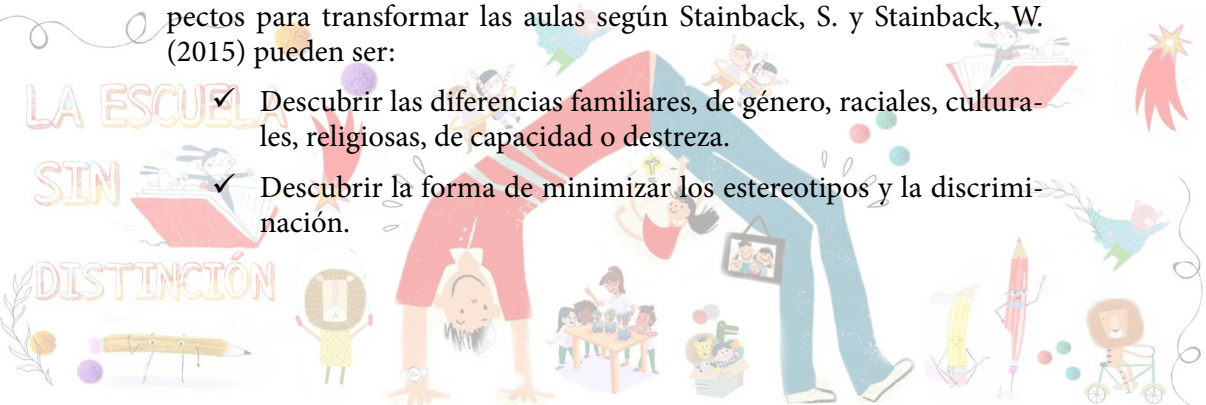 pectos para transformar las aulas según Stainback, S. y Stainback, W.
(2015) pueden ser:
✓ Descubrir las diferencias familiares, de género, raciales, cultura-
les, religiosas, de capacidad o destreza.
✓ Descubrir la forma de minimizar los estereotipos y la discrimi-
nación.
LA ESCUELA
SIN
DISTINCIÓN